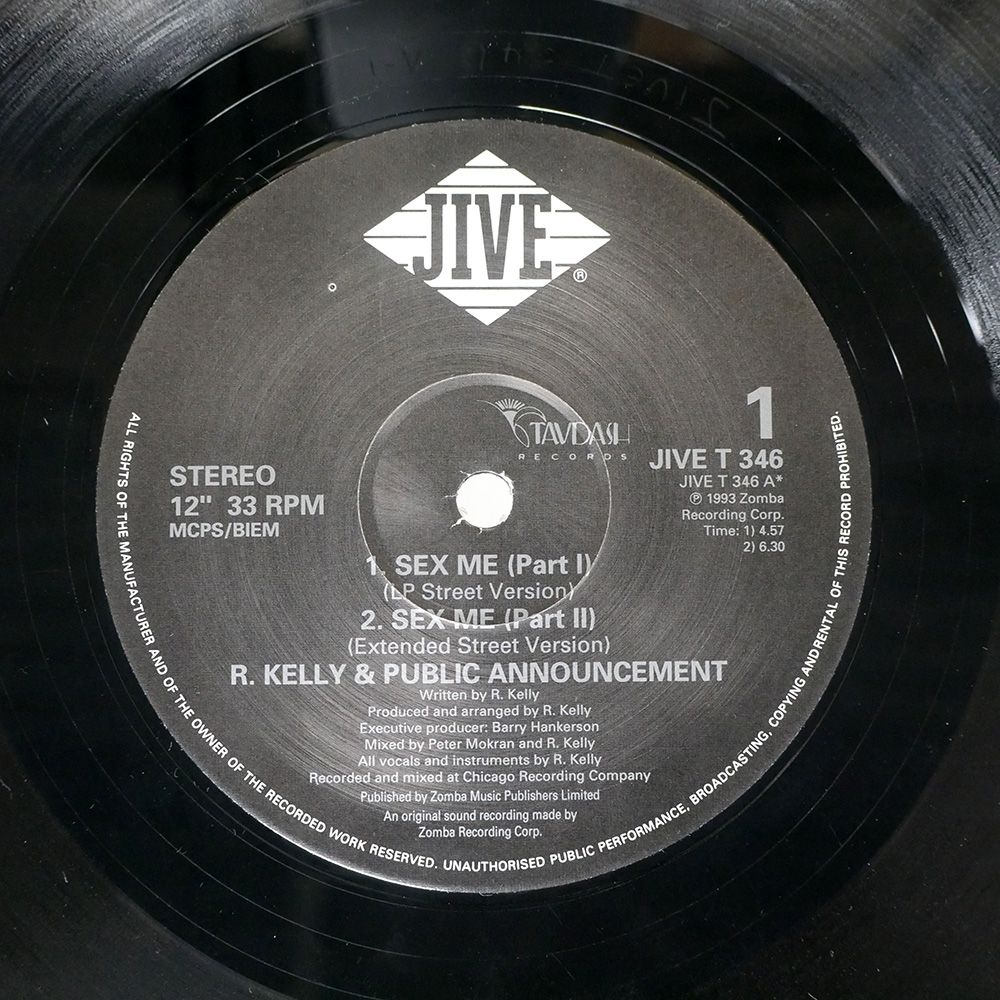 JIVE
®
TAVDASH
RECORDS
1
JIVE T 346
JIVE T 346 A*
℗ 1993 Zomba
Recording Corp.
Time: 1) 4.57
2) 6.30
STEREO
12" 33 RPM
MCPS/BIEM
1. SEX ME (Part I)
(LP Street Version)
2. SEX ME (Part II)
(Extended Street Version)
R. KELLY & PUBLIC ANNOUNCEMENT
Written by R. Kelly
Produced and arranged by R. Kelly
Executive producer: Barry Hankerson
Mixed by Peter Mokran and R. Kelly
All vocals and instruments by R. Kelly
Recorded and mixed at Chicago Recording Company
Published by Zomba Music Publishers Limited
An original sound recording made by
Zomba Recording Corp.
ALL RIGHTS OF THE MANUFACTURER AND OF THE OWNER OF THE RECORDED WORK RESERVED. UNAUTHORISED PUBLIC PERFORMANCE, BROADCASTING, COPYING ANDRENTAL OF THIS RECORD PROHIBITED.